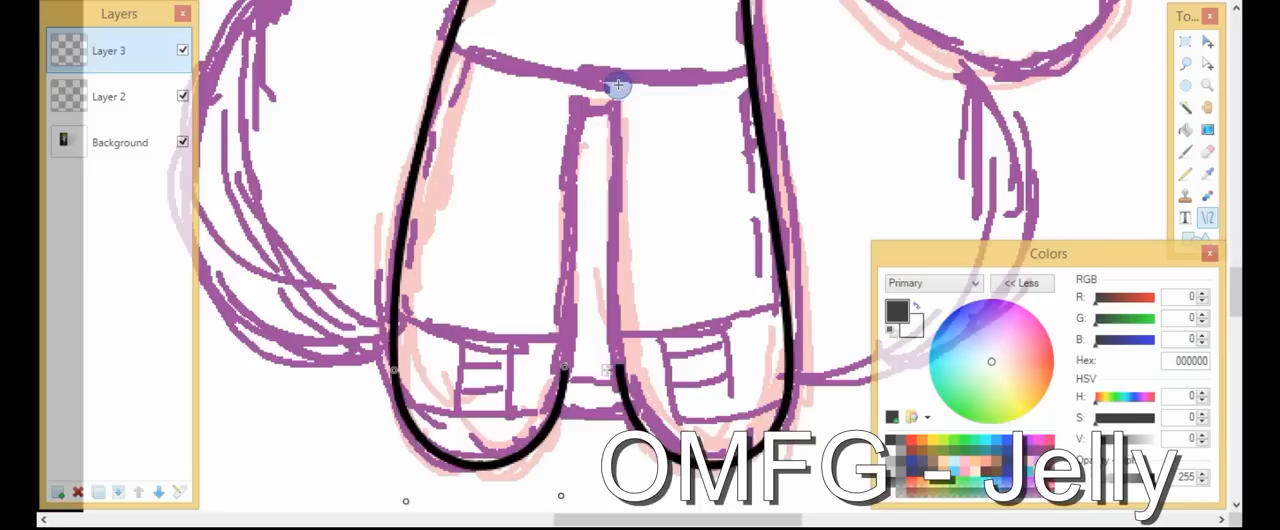 Layers
Layer 3
Layer 2
Background
To...
T
Colors
Primary
<< Less
RGB
R: 0
G: 0
B: 0
Hex: 000000
HSV
H: 0
S: 0
V: 0
255
OMFG - Jelly